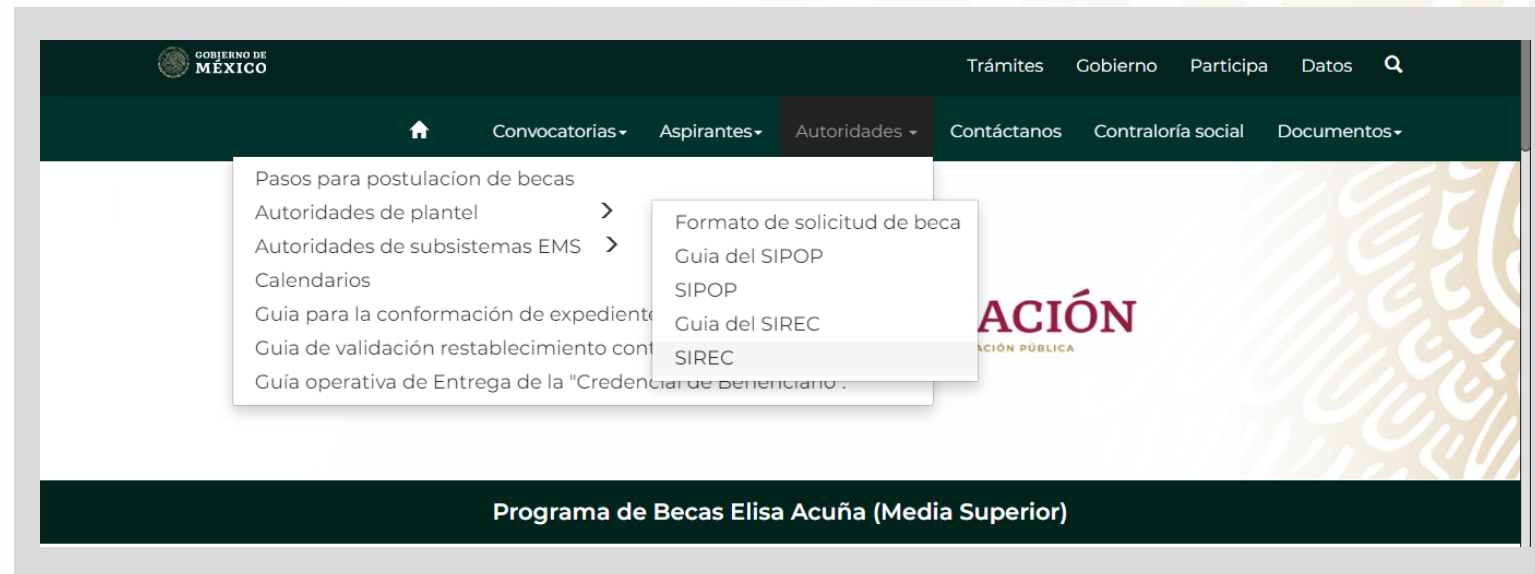 GOBIERNO DE
MÉXICO
Trámites Gobierno Participa Datos
Convocatorias Aspirantes Autoridades Contáctanos Contraloría social Documentos
Pasos para postulacíon de becas
Autoridades de plantel
Autoridades de subsistemas EMS
Calendarios
Guia para la conformación de expediente
Guia de validación restablecimiento con
Guía operativa de Entrega de la "Credencial de Beneficiario".
Formato de solicitud de beca
Guia del SIPOP
SIPOP
Guia del SIREC
SIREC
ACIÓN
ACIÓN PÚBLICA
Programa de Becas Elisa Acuña (Media Superior)